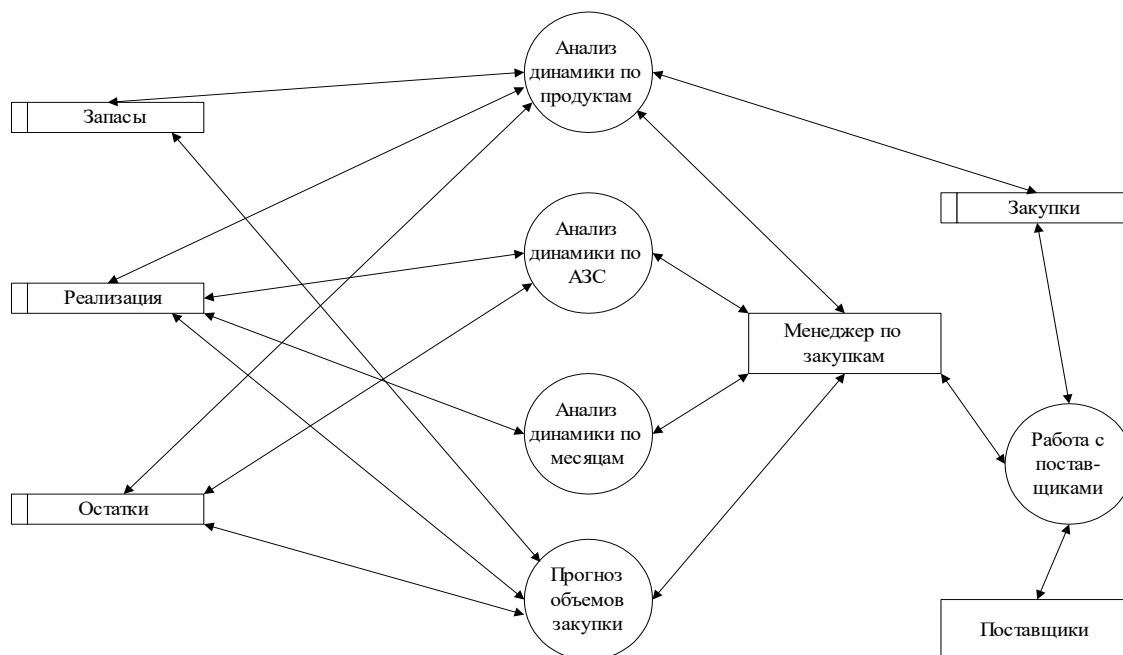 Анализ
динамики по
продуктам
Запасы
Закупки
Анализ
динамики по
АЗС
Реализация
Менеджер по
закупкам
Анализ
динамики по
месяцам
Работа с
постав-
щиками
Остатки
Прогноз
объемов
закупки
Поставщики